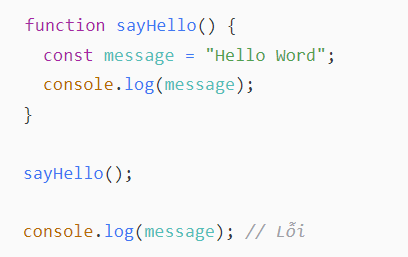 function sayHello() {
  const message = "Hello Word";
  console.log(message);
}
sayHello();
console.log(message); // Lỗi